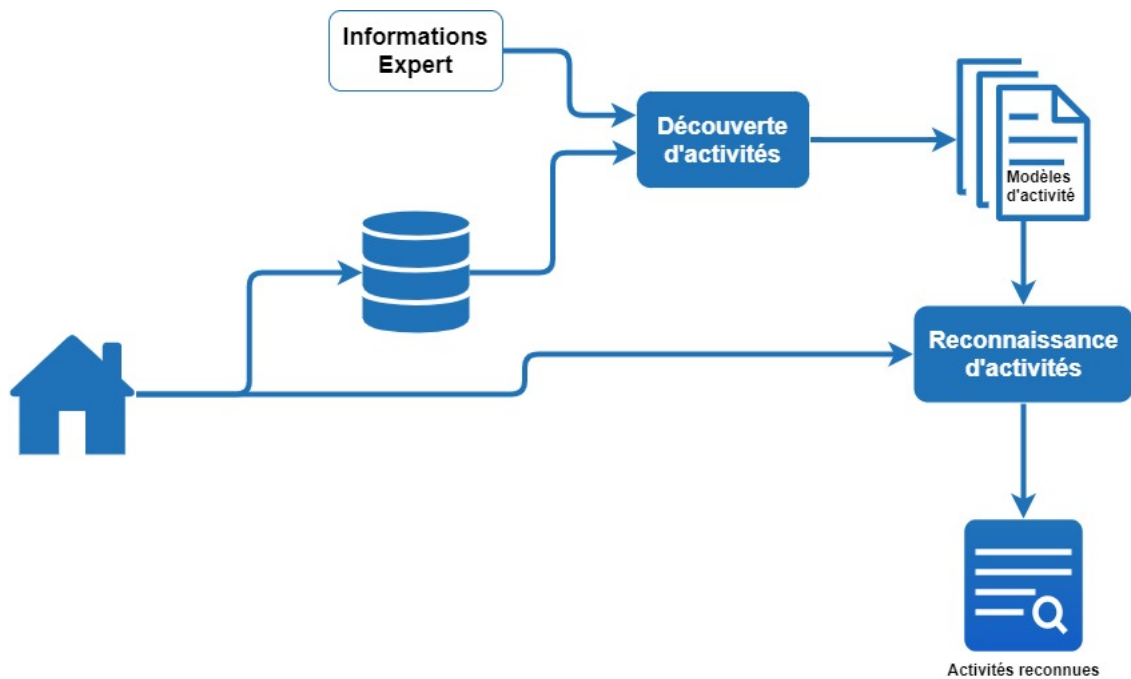 Informations
Expert
Découverte
d'activités
Modèles
d'activité
Reconnaissance
d'activités
Activités reconnues